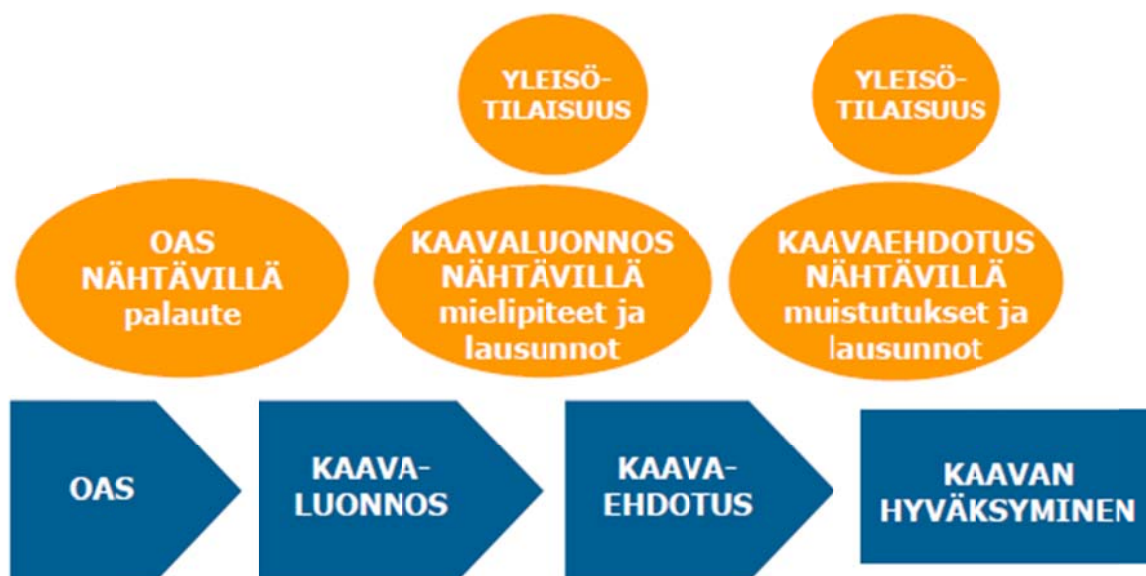 YLEISÖ-
TILAISUUS
YLEISÖ-
TILAISUUS
OAS
NÄHTÄVILLÄ
palaute
KAAVALUONNOS
NÄHTÄVILLÄ
mielipiteet ja
lausunnot
KAAVAEHDOTUS
NÄHTÄVILLÄ
muistutukset ja
lausunnot
OAS
KAAVA-
LUONNOS
KAAVA-
EHDOTUS
KAAVAN
HYVÄKSYMINEN